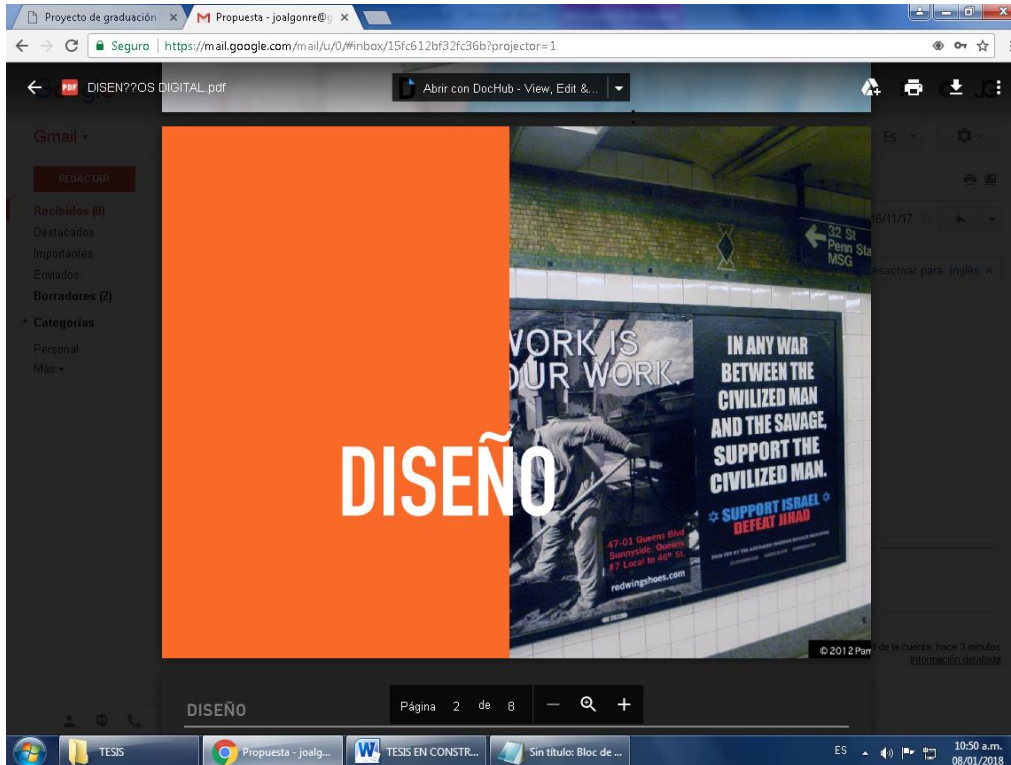 Proyecto de graduación
Propuesta - joalgonre@g
Seguro
https://mail.google.com/mail/u/0/#inbox/15fc612bf32fc36b?projector=1
PDF
DISEN??OS DIGITAL.pdf
Abrir con DocHub - View, Edit &...
Gmail
Es
REDACTAR
Recibidos (8)
16/11/17
Destacados
Importantes
Enviados
Desactivar para: inglés ×
Borradores (2)
Categorías
Personal
Más
32 St
Penn Sta
MSG
WORK IS
OUR WORK.
47-01 Queens Blvd
Sunnyside, Queens
#7 Local to 46th St.
redwingshoes.com
IN ANY WAR
BETWEEN THE
CIVILIZED MAN
AND THE SAVAGE,
SUPPORT THE
CIVILIZED MAN.
SUPPORT ISRAEL
DEFEAT JIHAD
DISEÑO
© 2012 Pam
de la cuenta: hace 3 minutos
Información detallada
DISEÑO
Página 2 de 8
TESIS
Propuesta - joalg...
TESIS EN CONSTR...
Sin título: Bloc de ...
ES
10:50 a.m.
08/01/2018